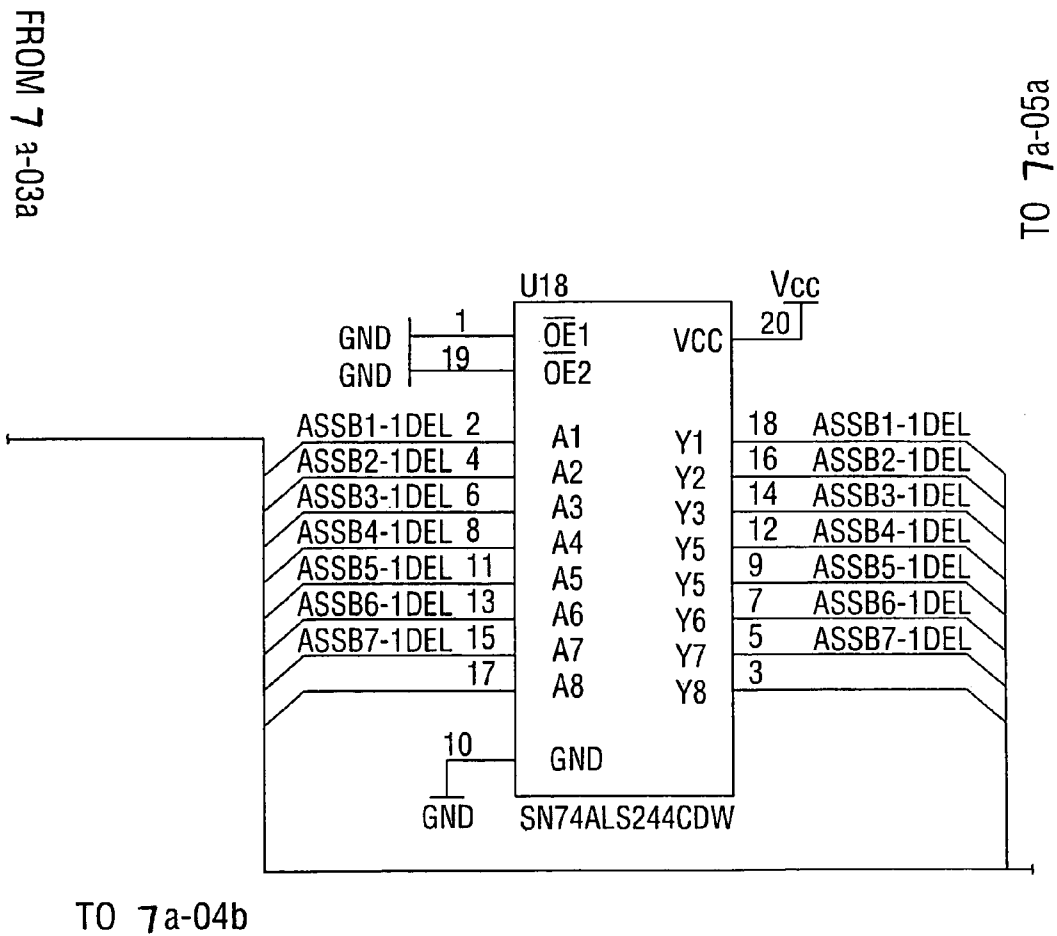 FROM 7 a-03a
TO 7a-05a
U18
Vcc
GND 1 OE1 VCC 20
GND 19 OE2
ASSB1-1DEL 2 A1 Y1 18 ASSB1-1DEL
ASSB2-1DEL 4 A2 Y2 16 ASSB2-1DEL
ASSB3-1DEL 6 A3 Y3 14 ASSB3-1DEL
ASSB4-1DEL 8 A4 Y5 12 ASSB4-1DEL
ASSB5-1DEL 11 A5 Y5 9 ASSB5-1DEL
ASSB6-1DEL 13 A6 Y6 7 ASSB6-1DEL
ASSB7-1DEL 15 A7 Y7 5 ASSB7-1DEL
17 A8 Y8 3
10 GND
GND SN74ALS244CDW
TO 7a-04b